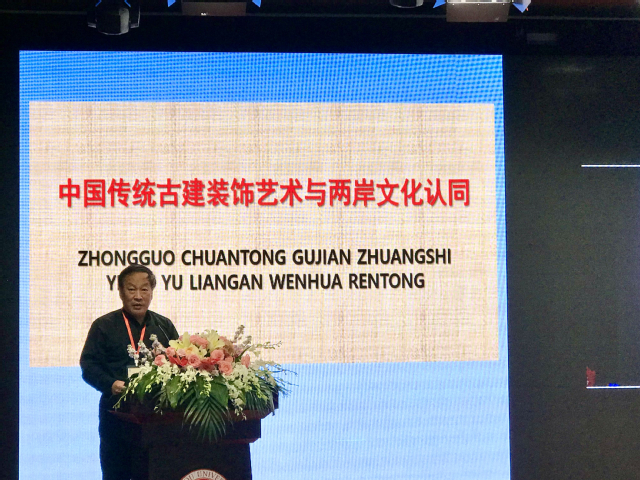 中国传统古建装饰艺术与两岸文化认同
ZHONGGUO CHUANTONG GUJIAN ZHUANGSHI
YU LIANGAN WENHUA RENTONG